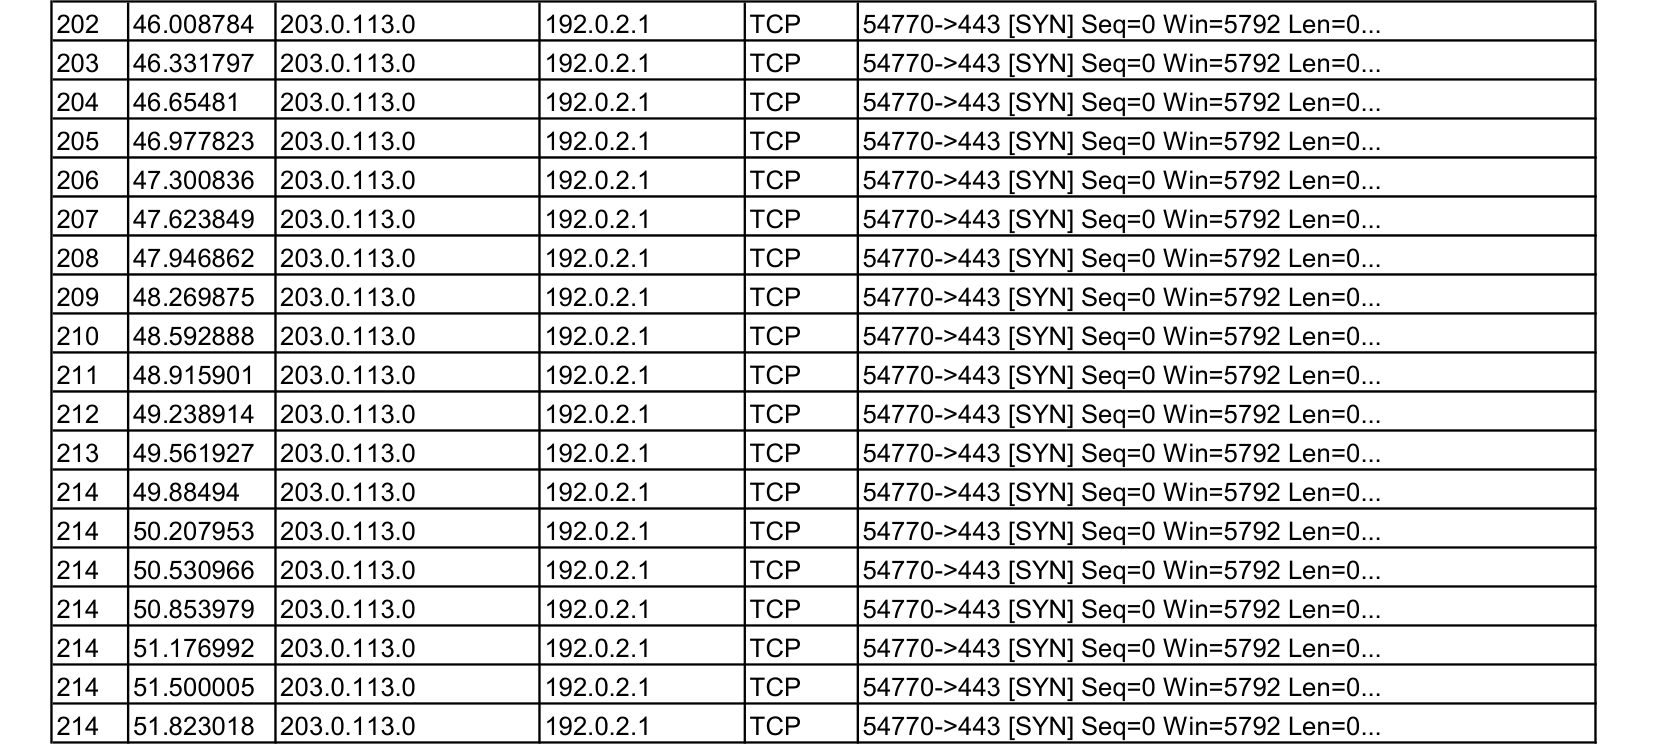 202 46.008784 203.0.113.0 192.0.2.1 TCP 54770->443 [SYN] Seq=0 Win=5792 Len=0...
203 46.331797 203.0.113.0 192.0.2.1 TCP 54770->443 [SYN] Seq=0 Win=5792 Len=0...
204 46.65481 203.0.113.0 192.0.2.1 TCP 54770->443 [SYN] Seq=0 Win=5792 Len=0...
205 46.977823 203.0.113.0 192.0.2.1 TCP 54770->443 [SYN] Seq=0 Win=5792 Len=0...
206 47.300836 203.0.113.0 192.0.2.1 TCP 54770->443 [SYN] Seq=0 Win=5792 Len=0...
207 47.623849 203.0.113.0 192.0.2.1 TCP 54770->443 [SYN] Seq=0 Win=5792 Len=0...
208 47.946862 203.0.113.0 192.0.2.1 TCP 54770->443 [SYN] Seq=0 Win=5792 Len=0...
209 48.269875 203.0.113.0 192.0.2.1 TCP 54770->443 [SYN] Seq=0 Win=5792 Len=0...
210 48.592888 203.0.113.0 192.0.2.1 TCP 54770->443 [SYN] Seq=0 Win=5792 Len=0...
211 48.915901 203.0.113.0 192.0.2.1 TCP 54770->443 [SYN] Seq=0 Win=5792 Len=0...
212 49.238914 203.0.113.0 192.0.2.1 TCP 54770->443 [SYN] Seq=0 Win=5792 Len=0...
213 49.561927 203.0.113.0 192.0.2.1 TCP 54770->443 [SYN] Seq=0 Win=5792 Len=0...
214 49.88494 203.0.113.0 192.0.2.1 TCP 54770->443 [SYN] Seq=0 Win=5792 Len=0...
214 50.207953 203.0.113.0 192.0.2.1 TCP 54770->443 [SYN] Seq=0 Win=5792 Len=0...
214 50.530966 203.0.113.0 192.0.2.1 TCP 54770->443 [SYN] Seq=0 Win=5792 Len=0...
214 50.853979 203.0.113.0 192.0.2.1 TCP 54770->443 [SYN] Seq=0 Win=5792 Len=0...
214 51.176992 203.0.113.0 192.0.2.1 TCP 54770->443 [SYN] Seq=0 Win=5792 Len=0...
214 51.500005 203.0.113.0 192.0.2.1 TCP 54770->443 [SYN] Seq=0 Win=5792 Len=0...
214 51.823018 203.0.113.0 192.0.2.1 TCP 54770->443 [SYN] Seq=0 Win=5792 Len=0...